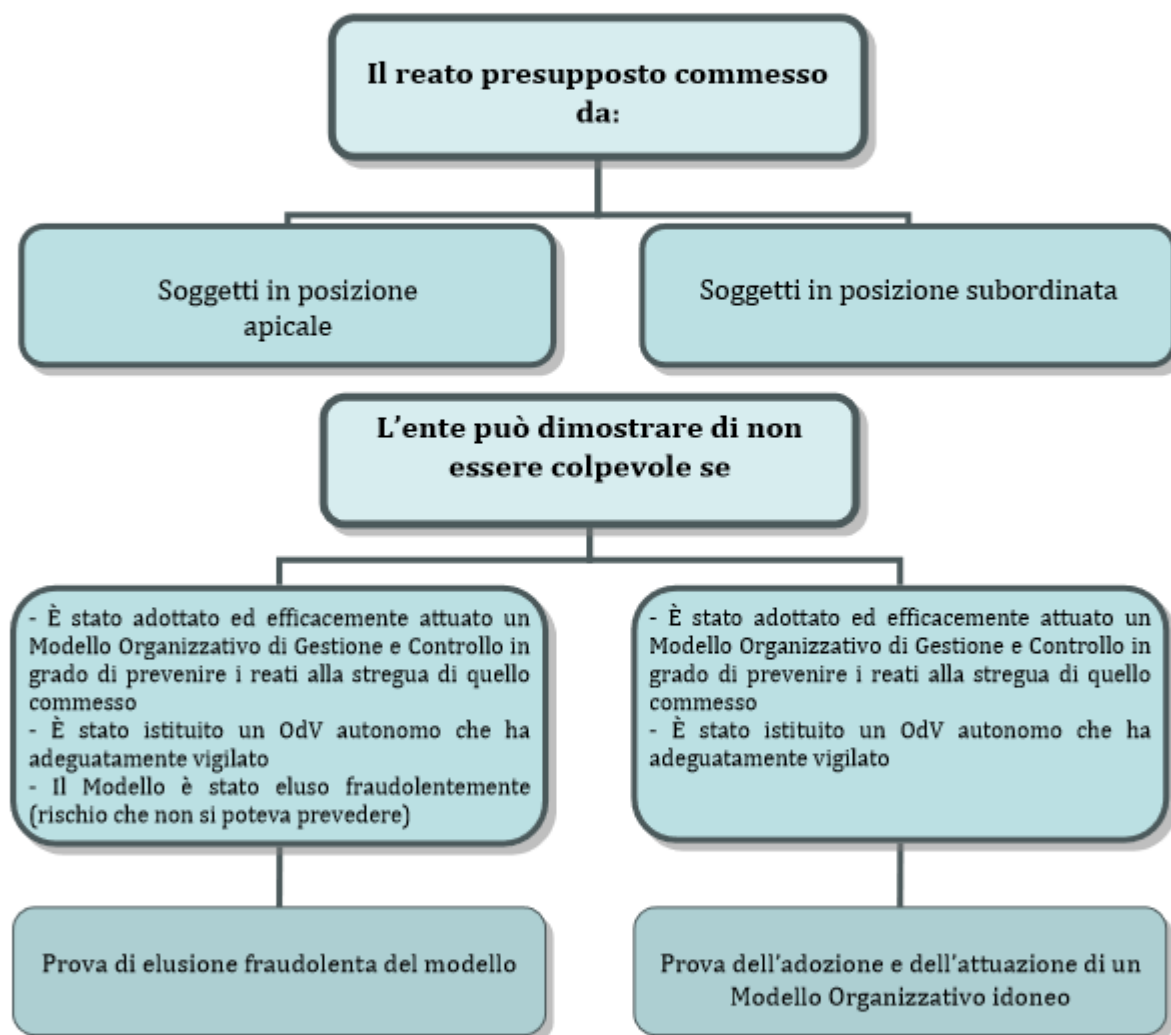 Il reato presupposto commesso
da:
Soggetti in posizione
apicale
Soggetti in posizione subordinata
L’ente può dimostrare di non
essere colpevole se
- È stato adottato ed efficacemente attuato un
Modello Organizzativo di Gestione e Controllo in
grado di prevenire i reati alla stregua di quello
commesso
- È stato istituito un OdV autonomo che ha
adeguatamente vigilato
- Il Modello è stato eluso fraudolentemente
(rischio che non si poteva prevedere)
- È stato adottato ed efficacemente attuato un
Modello Organizzativo di Gestione e Controllo in
grado di prevenire i reati alla stregua di quello
commesso
- È stato istituito un OdV autonomo che ha
adeguatamente vigilato
Prova di elusione fraudolenta del modello
Prova dell’adozione e dell’attuazione di un
Modello Organizzativo idoneo